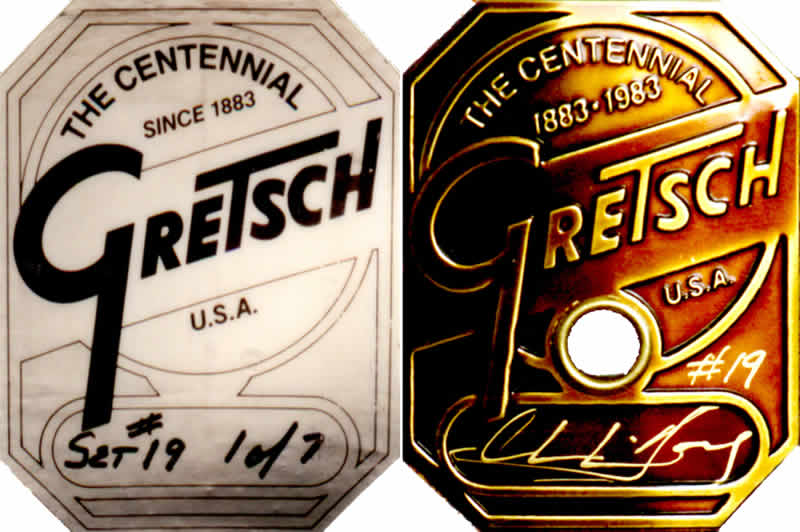 THE CENTENNIAL
SINCE 1883
GRETSCH
U.S.A.
SET #19 1 of 7
THE CENTENNIAL
1883·1983
GRETSCH
U.S.A.
#19